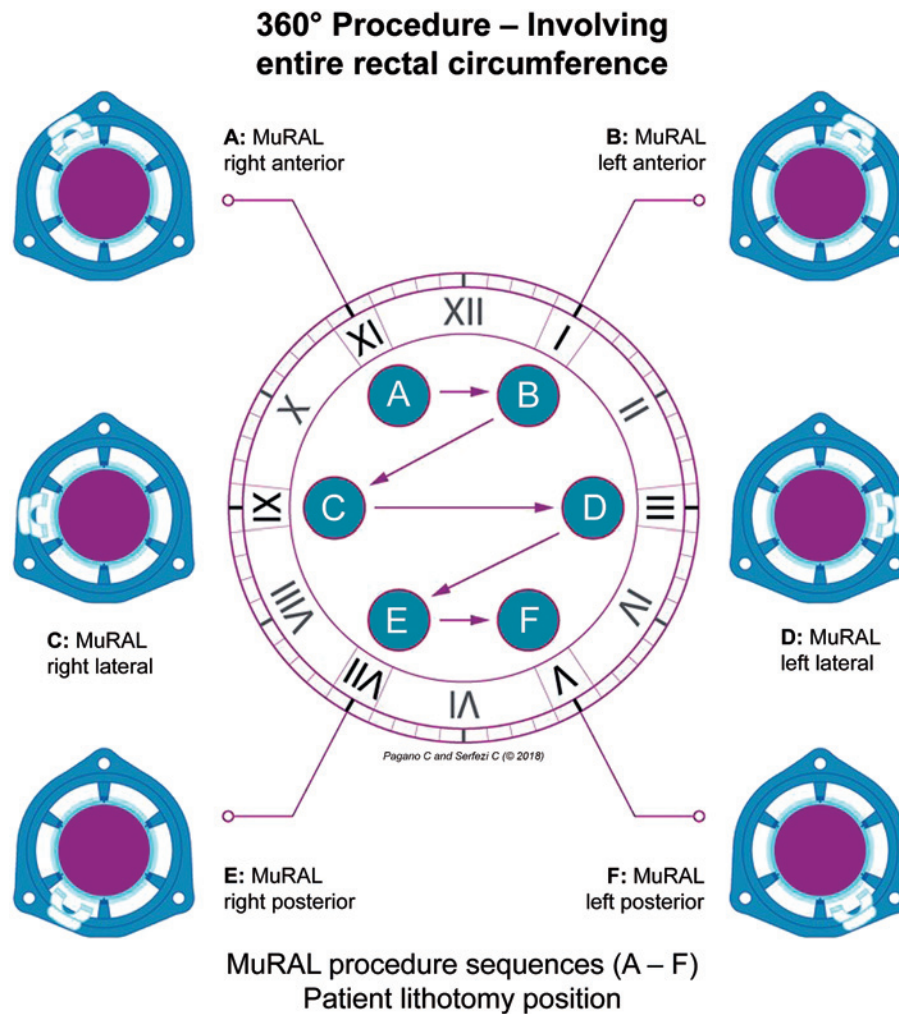 360° Procedure – Involving
entire rectal circumference
A: MuRAL
right anterior
B: MuRAL
left anterior
XII
XI
I
A
B
X
II
C
D
IX
III
E
F
VIII
IV
VII
V
VI
C: MuRAL
right lateral
D: MuRAL
left lateral
Pagano C and Serfezi C (© 2018)
E: MuRAL
right posterior
F: MuRAL
left posterior
MuRAL procedure sequences (A – F)
Patient lithotomy position